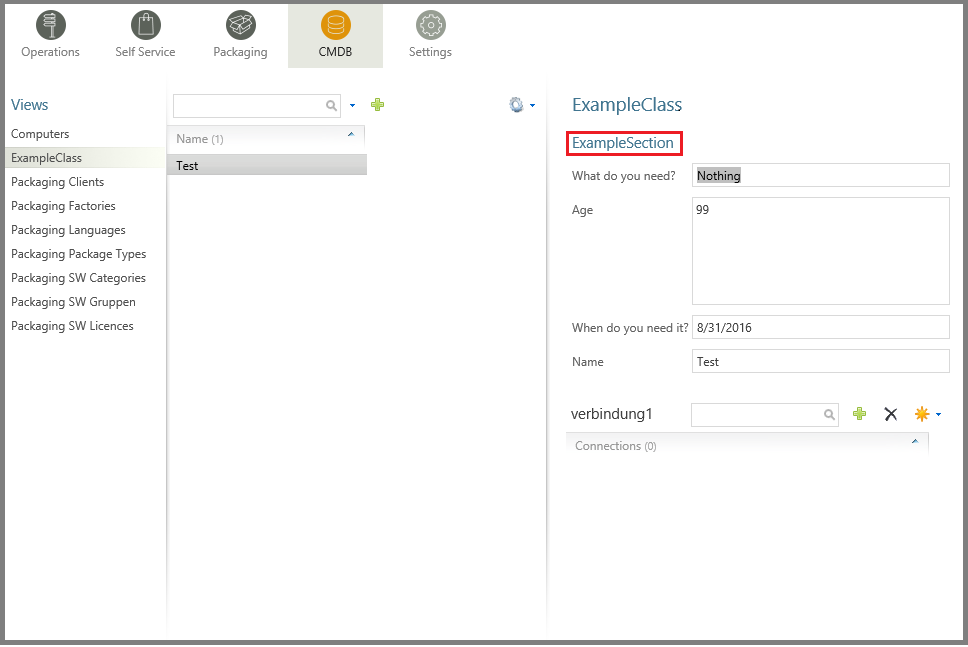 Operations
Self Service
Packaging
CMDB
Settings
Views
Computers
ExampleClass
Packaging Clients
Packaging Factories
Packaging Languages
Packaging Package Types
Packaging SW Categories
Packaging SW Gruppen
Packaging SW Licences
Name (1)
Test
ExampleClass
ExampleSection
What do you need? Nothing
Age 99
When do you need it? 8/31/2016
Name Test
verbindung1
Connections (0)